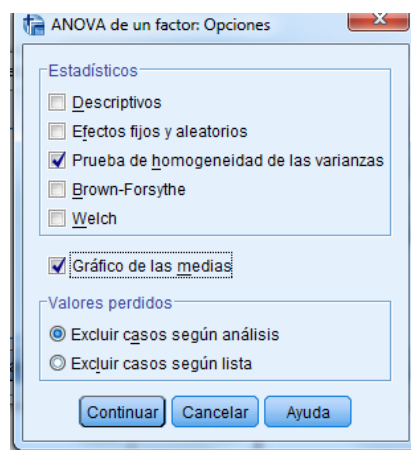 ANOVA de un factor: Opciones
Estadísticos
Descriptivos
Efectos fijos y aleatorios
Prueba de homogeneidad de las varianzas
Brown-Forsythe
Welch
Gráfico de las medias
Valores perdidos
Excluir casos según análisis
Excluir casos según lista
Continuar Cancelar Ayuda